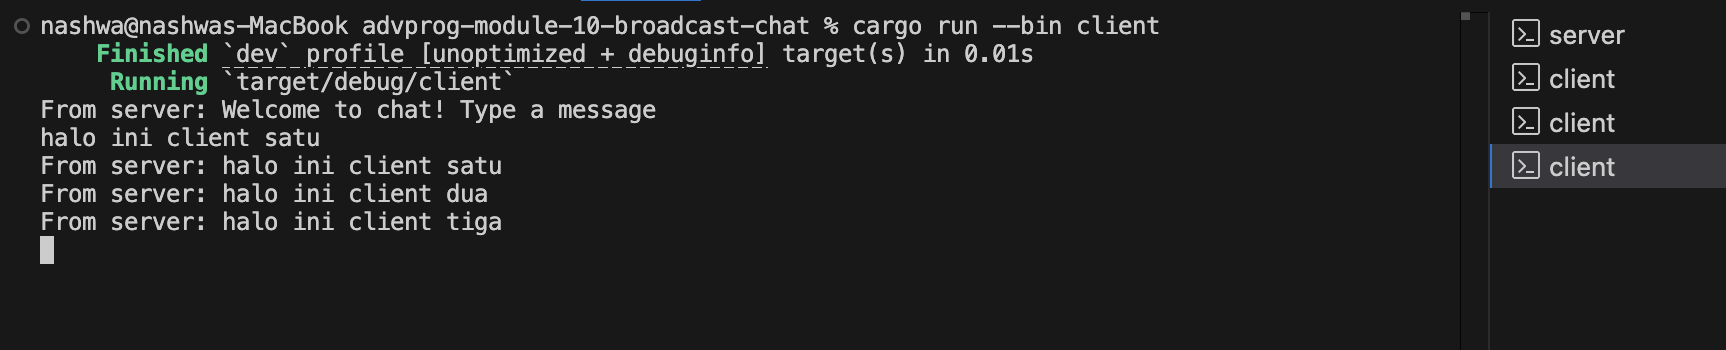 nashwa@nashwas-MacBook advprog-module-10-broadcast-chat % cargo run --bin client
Finished `dev` profile [unoptimized + debuginfo] target(s) in 0.01s
Running `target/debug/client`
From server: Welcome to chat! Type a message
halo ini client satu
From server: halo ini client satu
From server: halo ini client dua
From server: halo ini client tiga
server
client
client
client